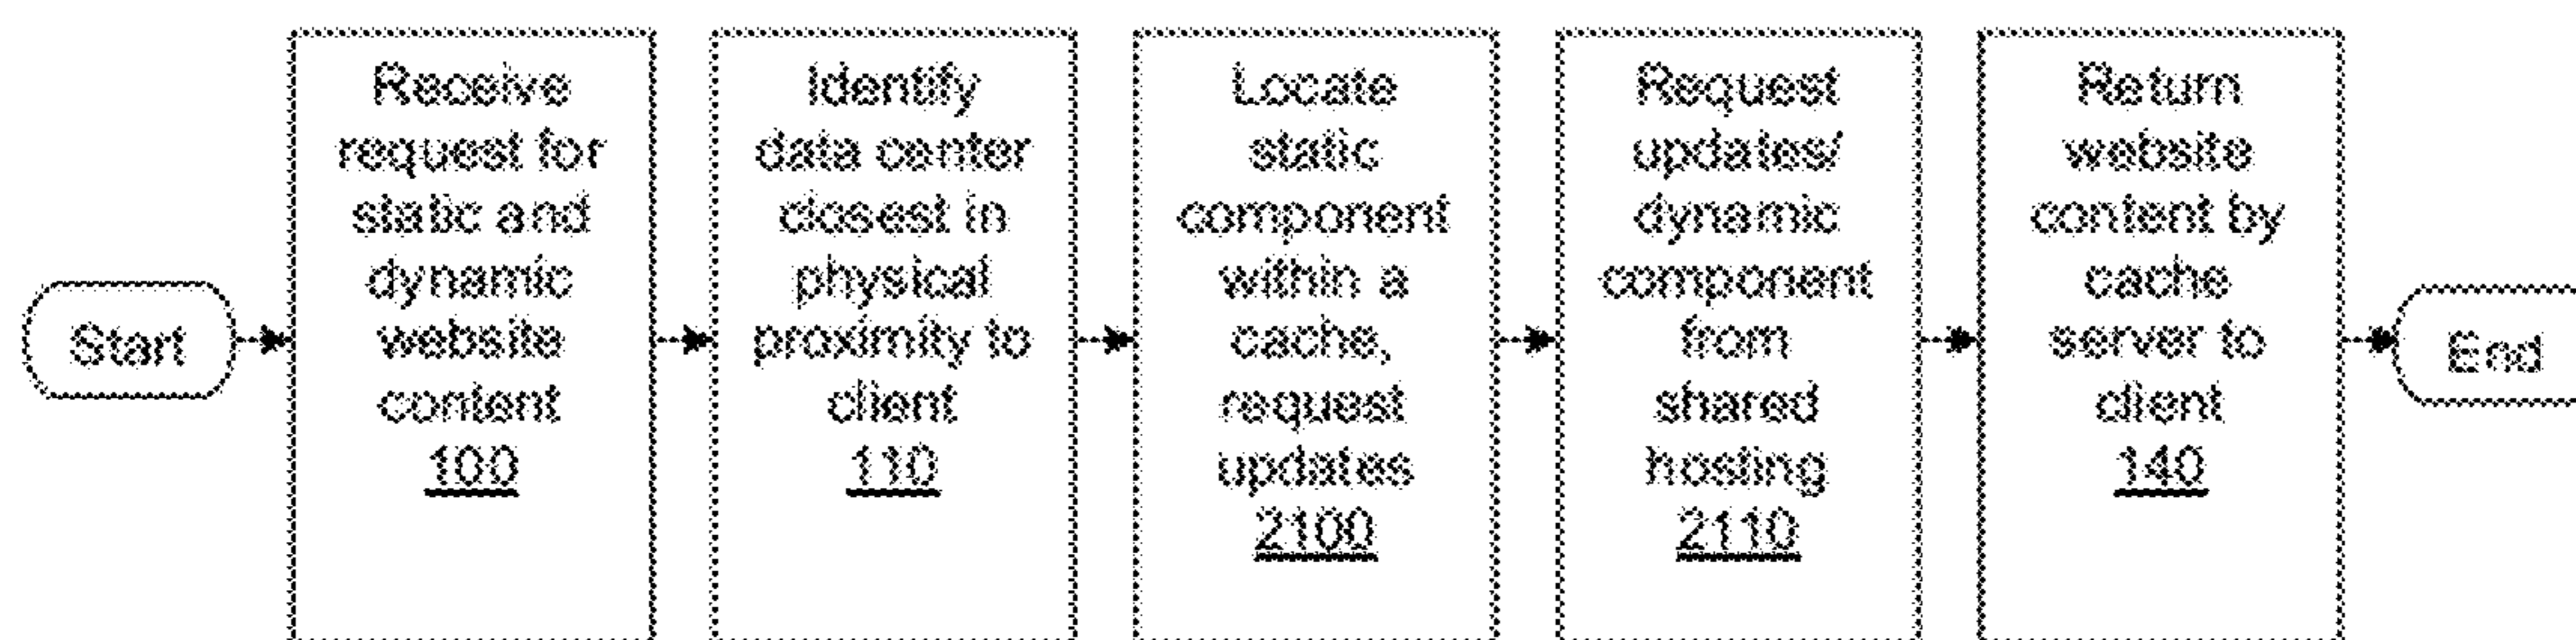 Start
Receive
request for
static and
dynamic
website
content
100
Identify
data center
closest in
physical
proximity to
client
110
Locate
static
component
within a
cache,
request
updates
2100
Request
updates/
dynamic
component
from
shared
hosting
2110
Return
website
content by
cache
server to
client
140
End